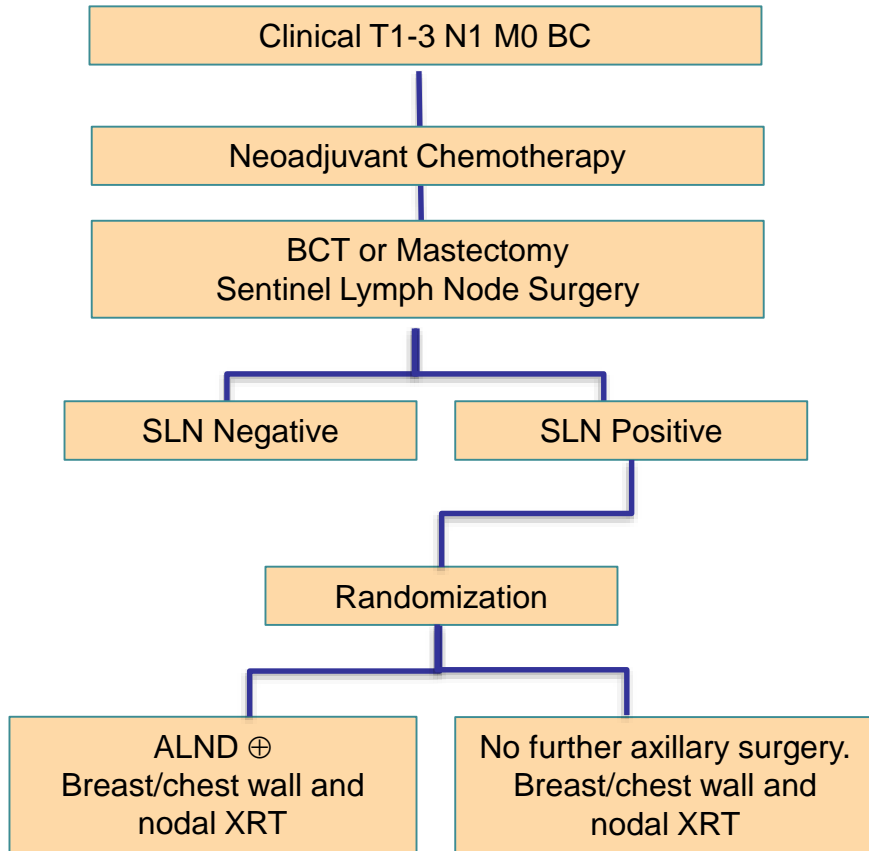 Clinical T1-3 N1 M0 BC
Neoadjuvant Chemotherapy
BCT or Mastectomy
Sentinel Lymph Node Surgery
SLN Negative
SLN Positive
Randomization
ALND ⊕
Breast/chest wall and
nodal XRT
No further axillary surgery.
Breast/chest wall and
nodal XRT